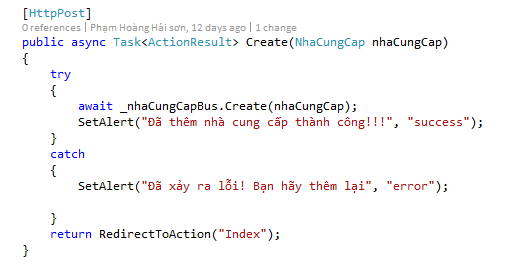 [HttpPost]
0 references | Phạm Hoàng Hải sơn, 12 days ago | 1 change
public async Task<ActionResult> Create(NhaCungCap nhaCungCap)
{
try
{
await _nhaCungCapBus.Create(nhaCungCap);
SetAlert("Đã thêm nhà cung cấp thành công!!!", "success");
}
catch
{
SetAlert("Đã xảy ra lỗi! Bạn hãy thêm lại", "error");
}
return RedirectToAction("Index");
}